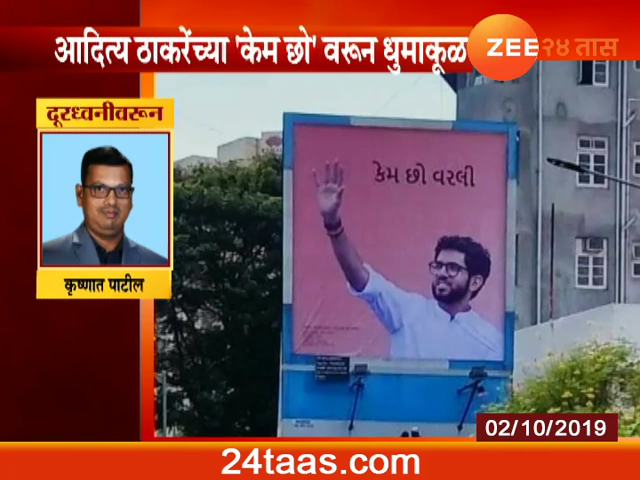 आदित्य ठाकरेंच्या 'केम छो' वरून धुमाकूळ
ZEE २४ तास
दूरध्वनीवरून
कृष्णात पाटील
કેમ છો વરલી
02/10/2019
24taas.com